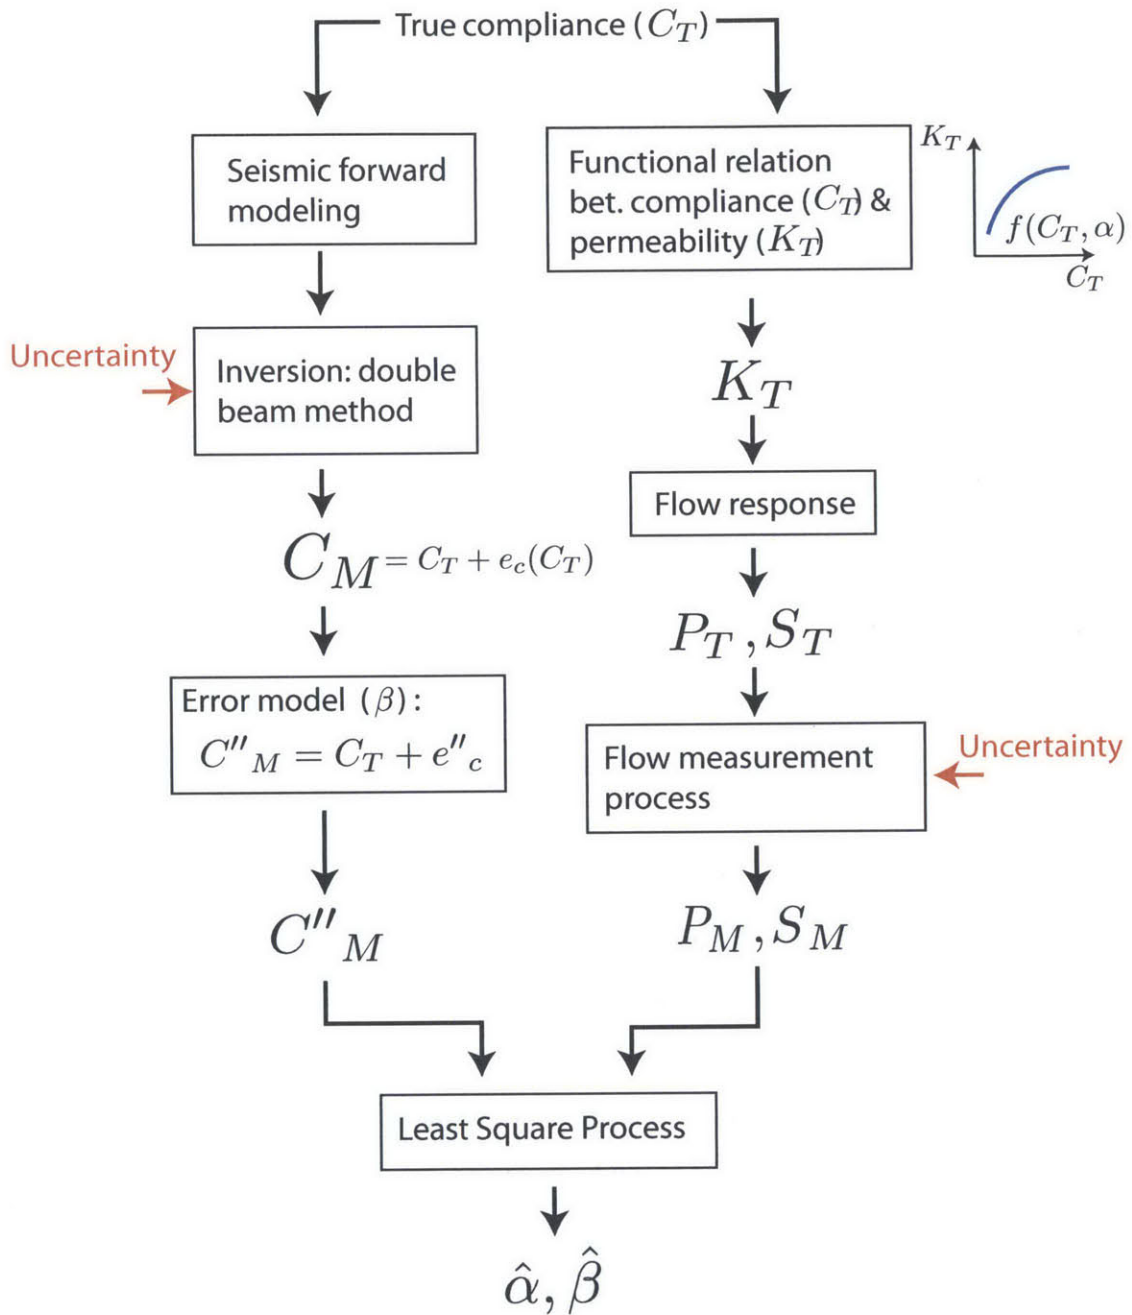 True compliance (C_T)
Seismic forward
modeling
Functional relation
bet. compliance (C_T) &
permeability (K_T)
K_T
f(C_T, α)
C_T
Uncertainty
Inversion: double
beam method
K_T
Flow response
C_M = C_T + e_c(C_T)
P_T , S_T
Error model (β) :
C″_M = C_T + e″_c
Flow measurement
process
Uncertainty
C″_M
P_M , S_M
Least Square Process
α̂, β̂